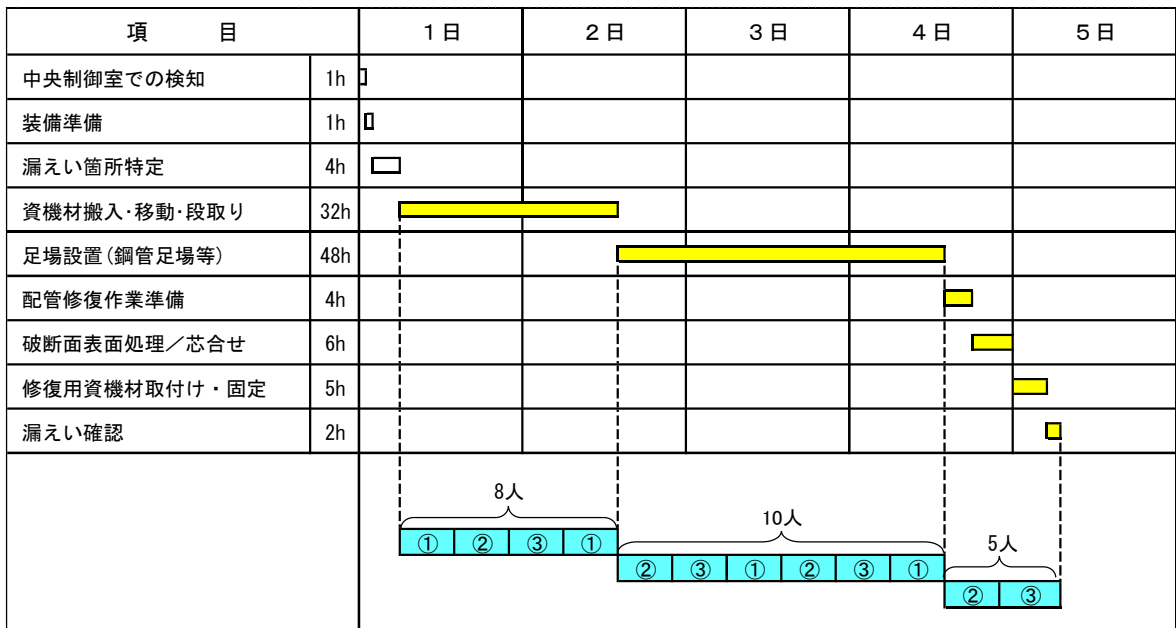 項　目 １日 ２日 ３日 ４日 ５日
中央制御室での検知 1h
装備準備 1h
漏えい箇所特定 4h
資機材搬入･移動･段取り 32h
足場設置(鋼管足場等) 48h
配管修復作業準備 4h
破断面表面処理／芯合せ 6h
修復用資機材取付け・固定 5h
漏えい確認 2h
8人
10人
5人
① ② ③ ①
② ③ ① ② ③ ①
② ③